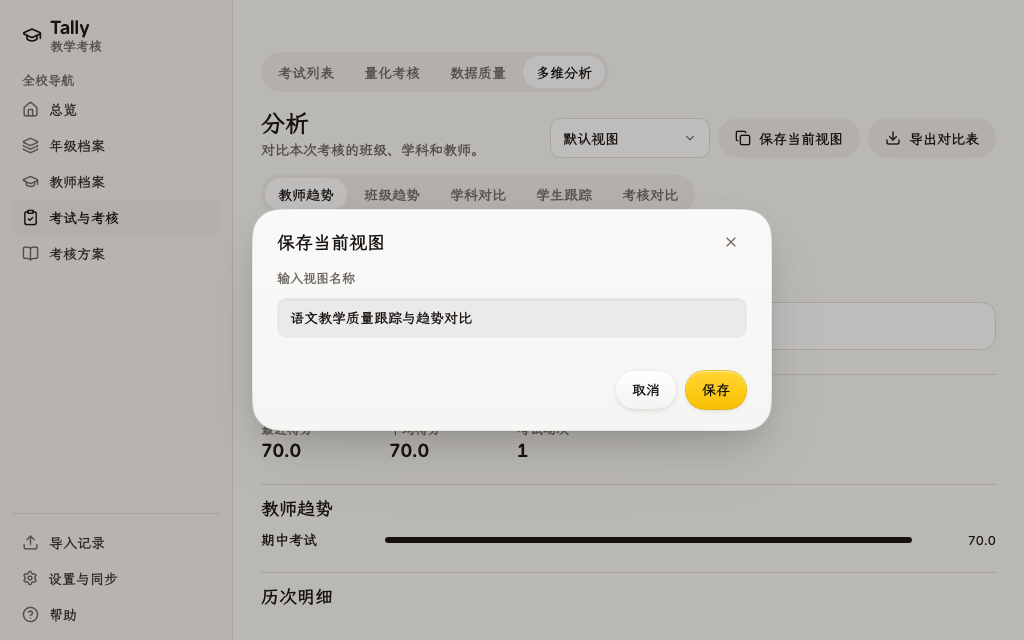 Tally
教学考核
全校导航
总览
年级档案
教师档案
考试与考核
考核方案
导入记录
设置与同步
帮助
考试列表 量化考核 数据质量 多维分析
分析
对比本次考核的班级、学科和教师。
默认视图 保存当前视图 导出对比表
教师趋势 班级趋势 学科对比 学生跟踪 考核对比
保存当前视图
输入视图名称
语文教学质量跟踪与趋势对比
取消 保存
70.0 70.0 1
教师趋势
期中考试 70.0
历次明细